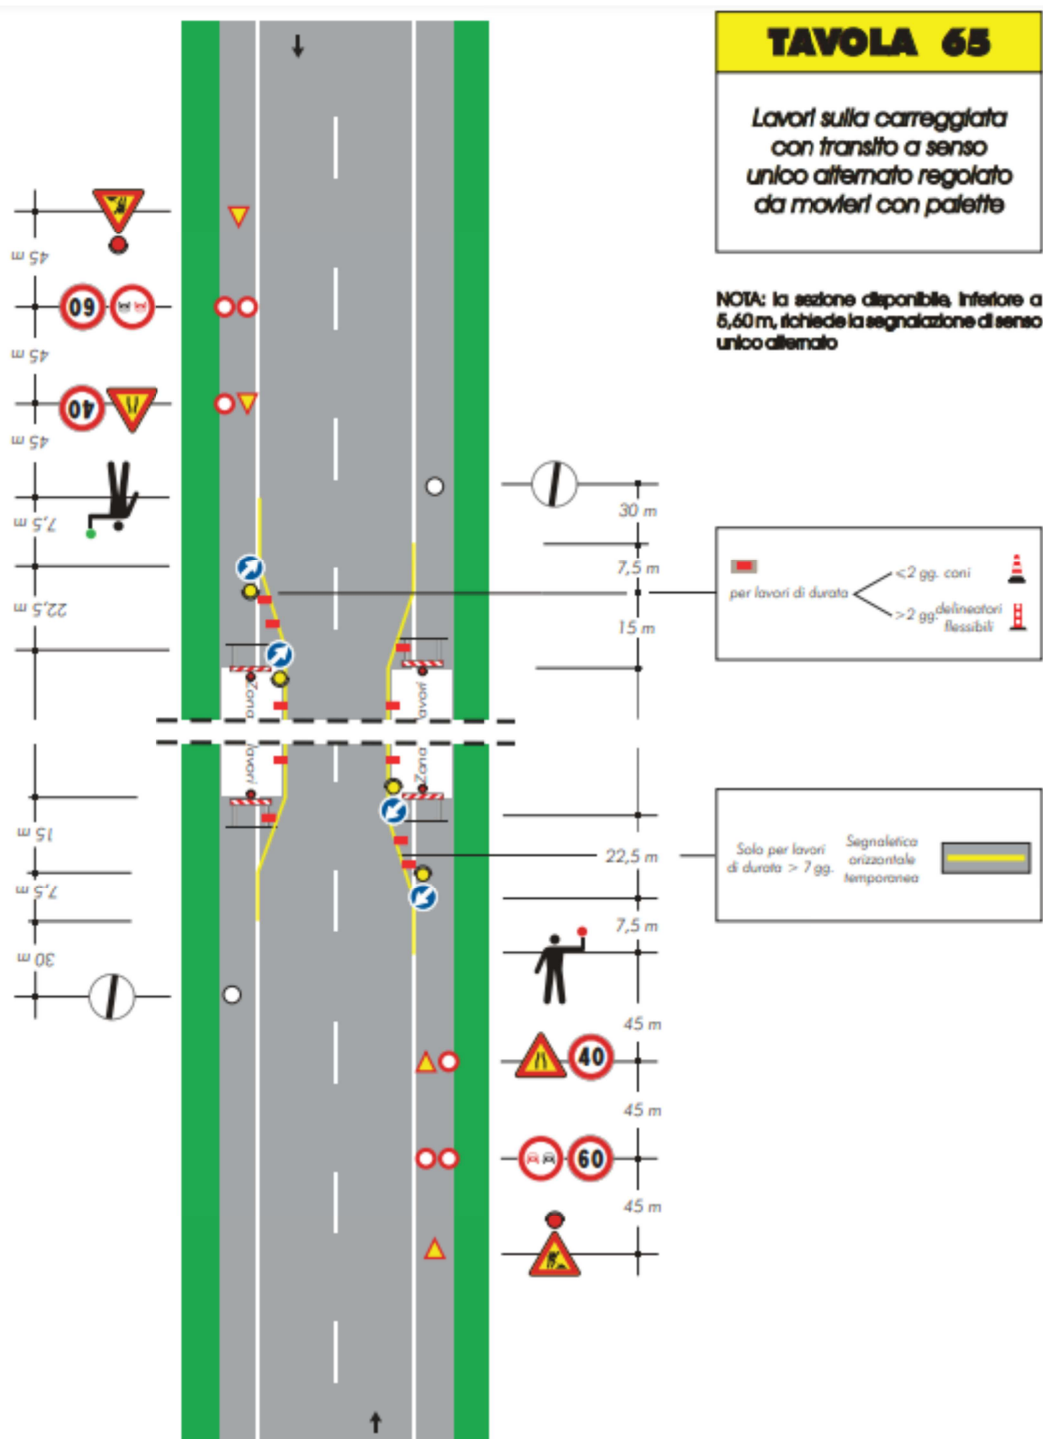 TAVOLA 65
Lavori sulla carreggiata
con transito a senso
unico alternato regolato
da movieri con palette
NOTA: la sezione disponibile, inferiore a
5,60 m, richiede la segnalazione di senso
unico alternato
45 m
60
45 m
40
45 m
7,5 m
22,5 m
30 m
7,5 m
15 m
per lavori di durata
<2 gg. coni
>2 gg. delineatori
flessibili
Zona
lavori
Zona
lavori
15 m
7,5 m
30 m
22,5 m
7,5 m
Solo per lavori
di durata > 7 gg.
Segnaletica
orizzontale
temporanea
45 m
40
45 m
60
45 m